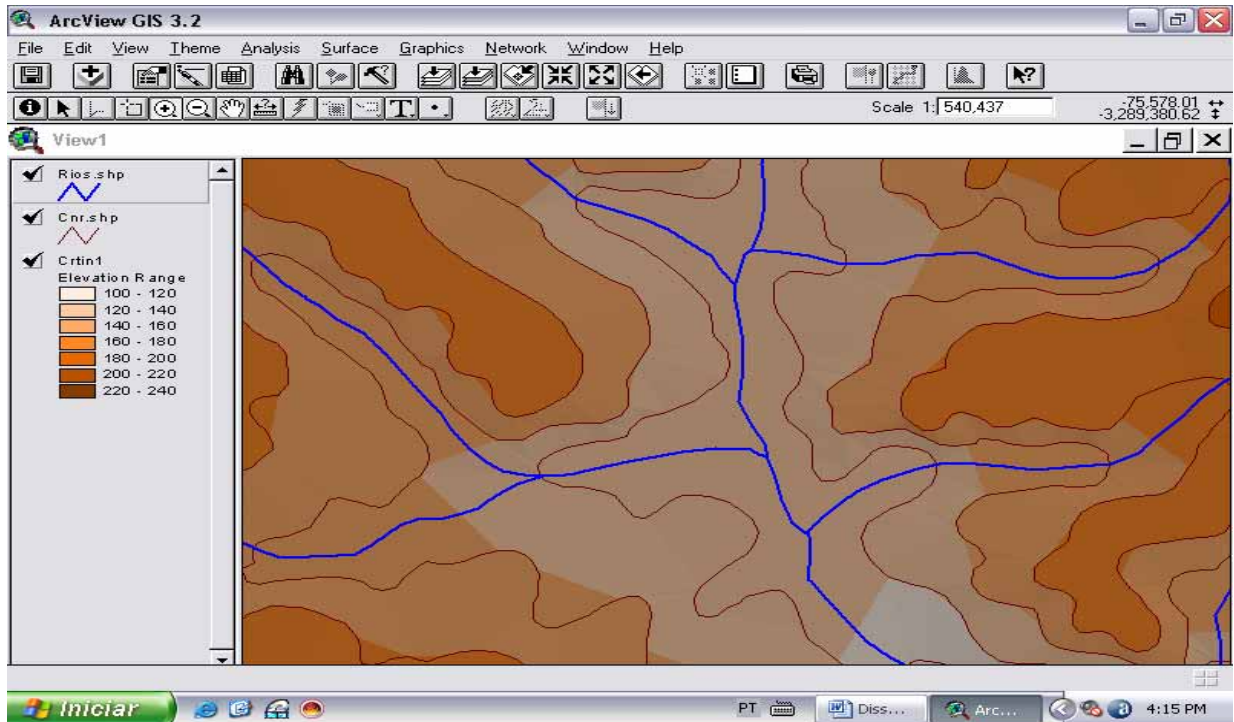 ArcView GIS 3.2
File Edit View Theme Analysis Surface Graphics Network Window Help
T
Scale 1: 540,437
-75,578.01
-3,289,380.62
View1
Rios.shp
Cnr.shp
Crtin1
Elevation Range
100 - 120
120 - 140
140 - 160
160 - 180
180 - 200
200 - 220
220 - 240
Iniciar
PT
Diss...
Arc...
4:15 PM